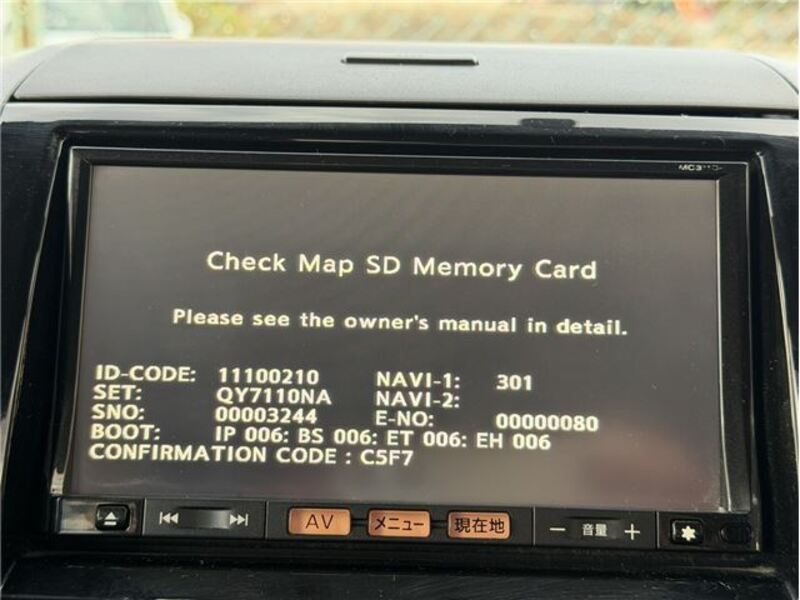 Check Map SD Memory Card
Please see the owner's manual in detail.
ID-CODE: 11100210 NAVI-1: 301
SET: QY7110NA NAVI-2:
SNO: 00003244 E-NO: 00000080
BOOT: IP 006: BS 006: ET 006: EH 006
CONFIRMATION CODE : C5F7
AV メニュー 現在地 − 音量 +